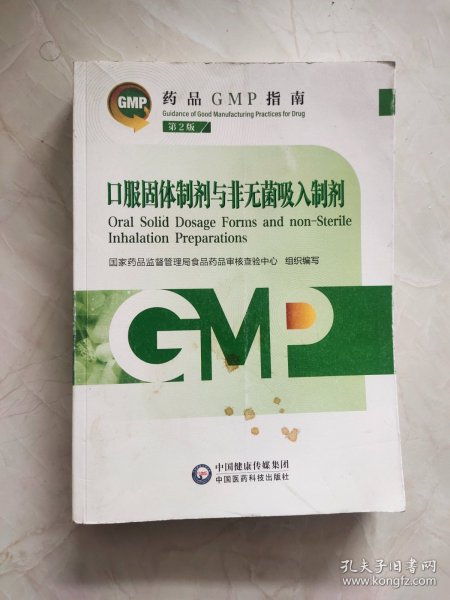 GMP
药品GMP指南
Guidance of Good Manufacturing Practices for Drug
第2版
口服固体制剂与非无菌吸入制剂
Oral Solid Dosage Forms and non-Sterile
Inhalation Preparations
国家药品监督管理局食品药品审核查验中心 组织编写
GMP
中国健康传媒集团
中国医药科技出版社
孔夫子旧书网
www.kongfz.com